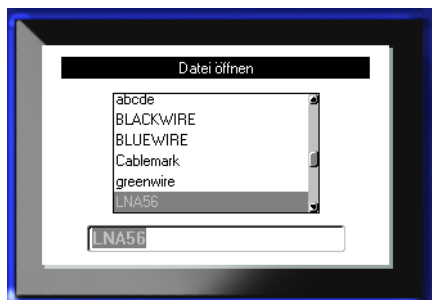 Datei öffnen
abcde
BLACKWIRE
BLUEWIRE
Cablemark
greenwire
LNA56
LNA56